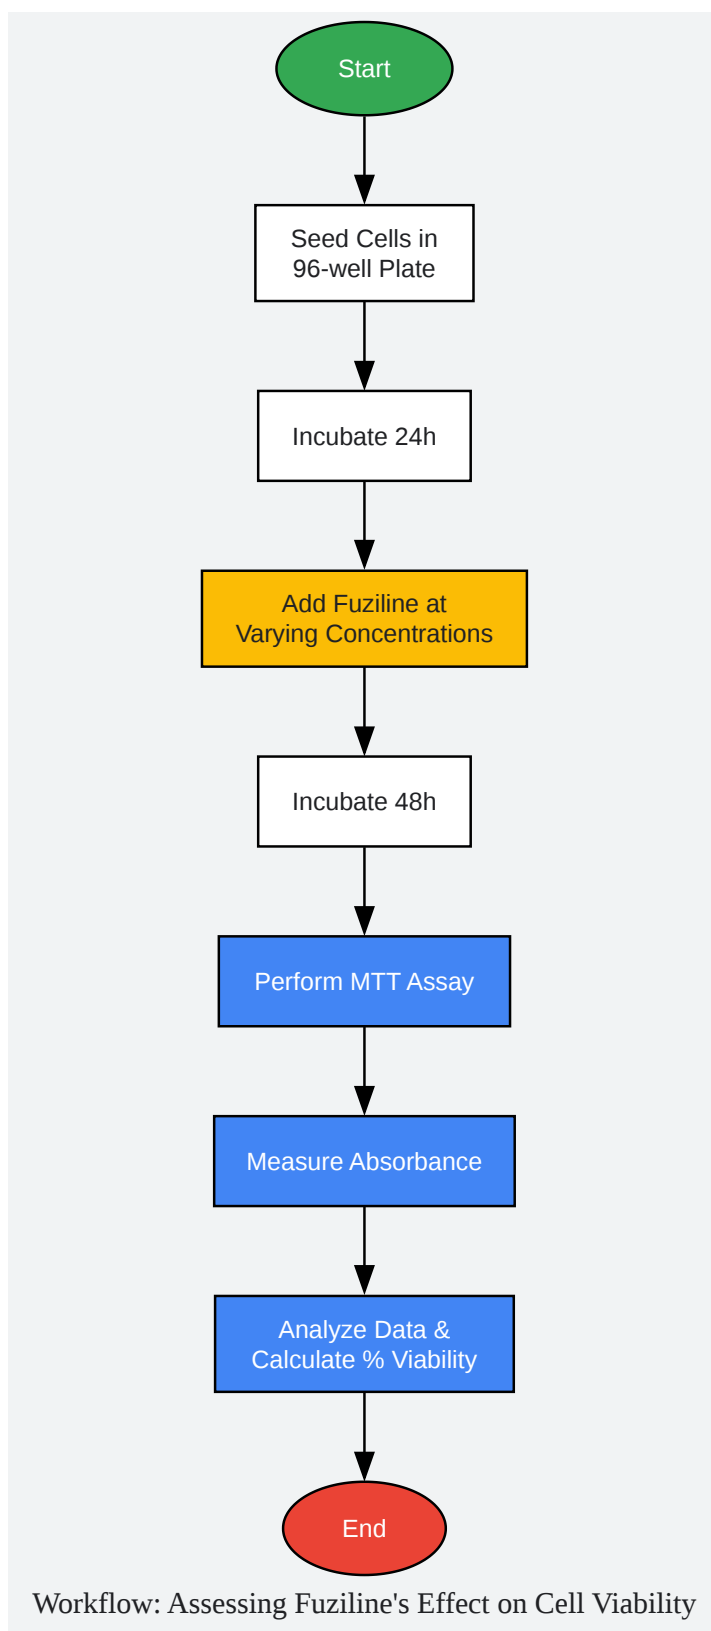 Start
Seed Cells in
96-well Plate
Incubate 24h
Add Fuziline at
Varying Concentrations
Incubate 48h
Perform MTT Assay
Measure Absorbance
Analyze Data &
Calculate % Viability
End
Workflow: Assessing Fuziline's Effect on Cell Viability